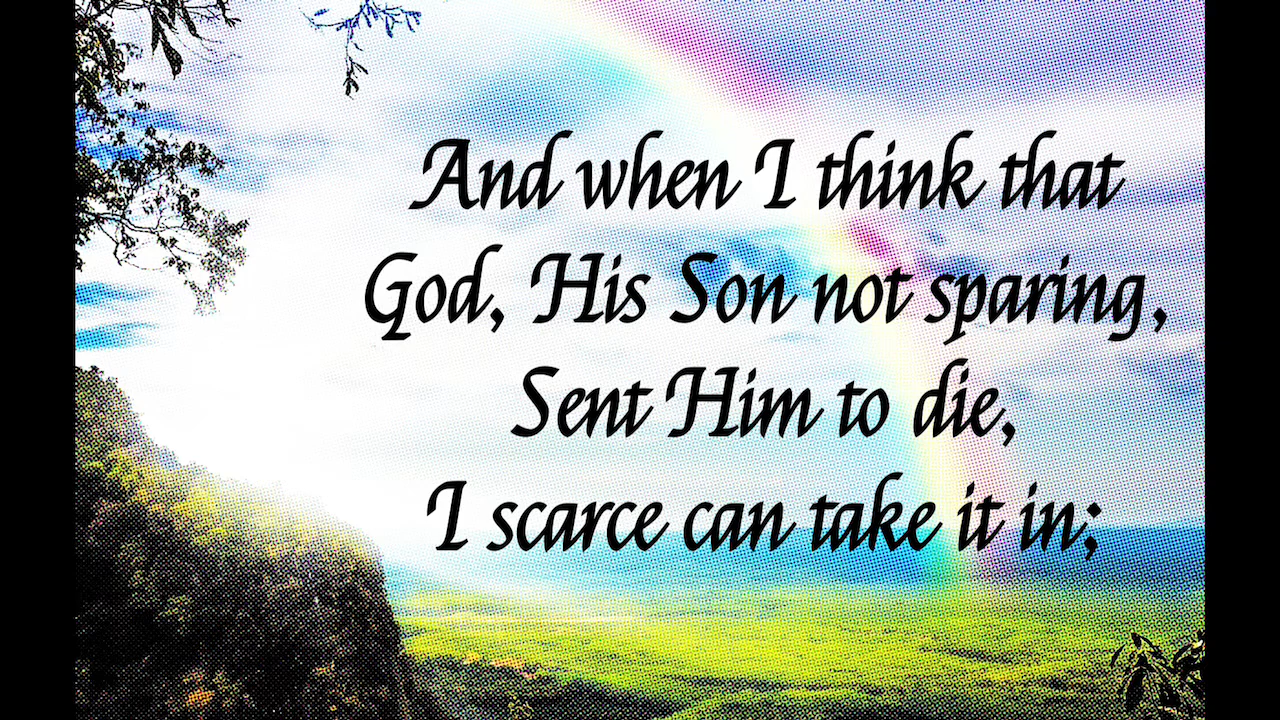 And when I think that
God, His Son not sparing,
Sent Him to die,
I scarce can take it in;